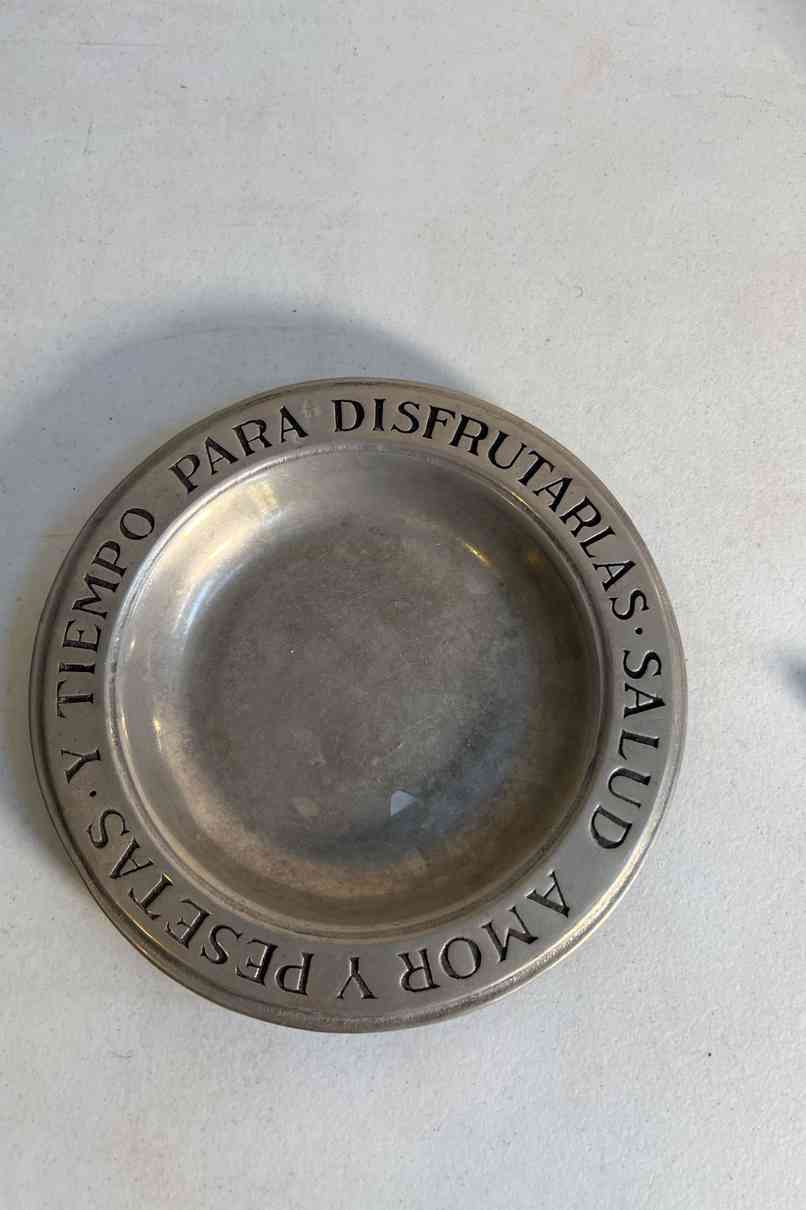 SALUD AMOR Y PESETAS · Y TIEMPO PARA DISFRUTARLAS ·